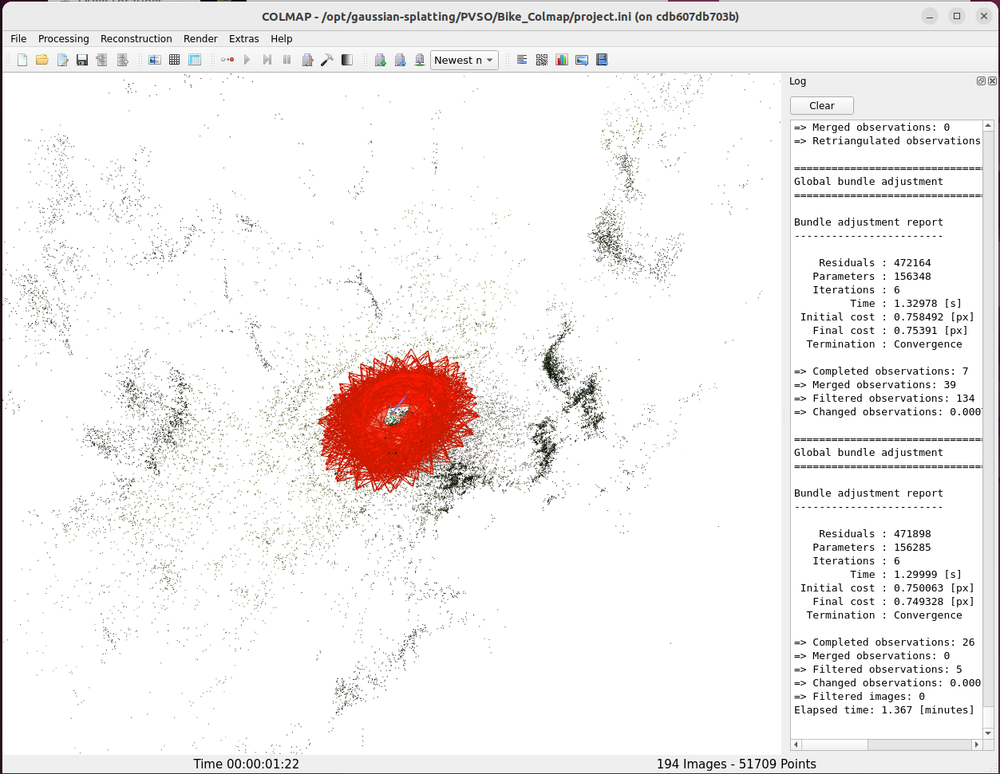 COLMAP - /opt/gaussian-splatting/PVSO/Bike_Colmap/project.ini (on cdb607db703b)
File Processing Reconstruction Render Extras Help
Newest n
Log
Clear
=> Merged observations: 0
=> Retriangulated observations
==============================
Global bundle adjustment
==============================
Bundle adjustment report
------------------------
Residuals : 472164
Parameters : 156348
Iterations : 6
Time : 1.32978 [s]
Initial cost : 0.758492 [px]
Final cost : 0.75391 [px]
Termination : Convergence
=> Completed observations: 7
=> Merged observations: 39
=> Filtered observations: 134
=> Changed observations: 0.000
==============================
Global bundle adjustment
==============================
Bundle adjustment report
------------------------
Residuals : 471898
Parameters : 156285
Iterations : 6
Time : 1.29999 [s]
Initial cost : 0.750063 [px]
Final cost : 0.749328 [px]
Termination : Convergence
=> Completed observations: 26
=> Merged observations: 0
=> Filtered observations: 5
=> Changed observations: 0.000
=> Filtered images: 0
Elapsed time: 1.367 [minutes]
Time 00:00:01:22
194 Images - 51709 Points